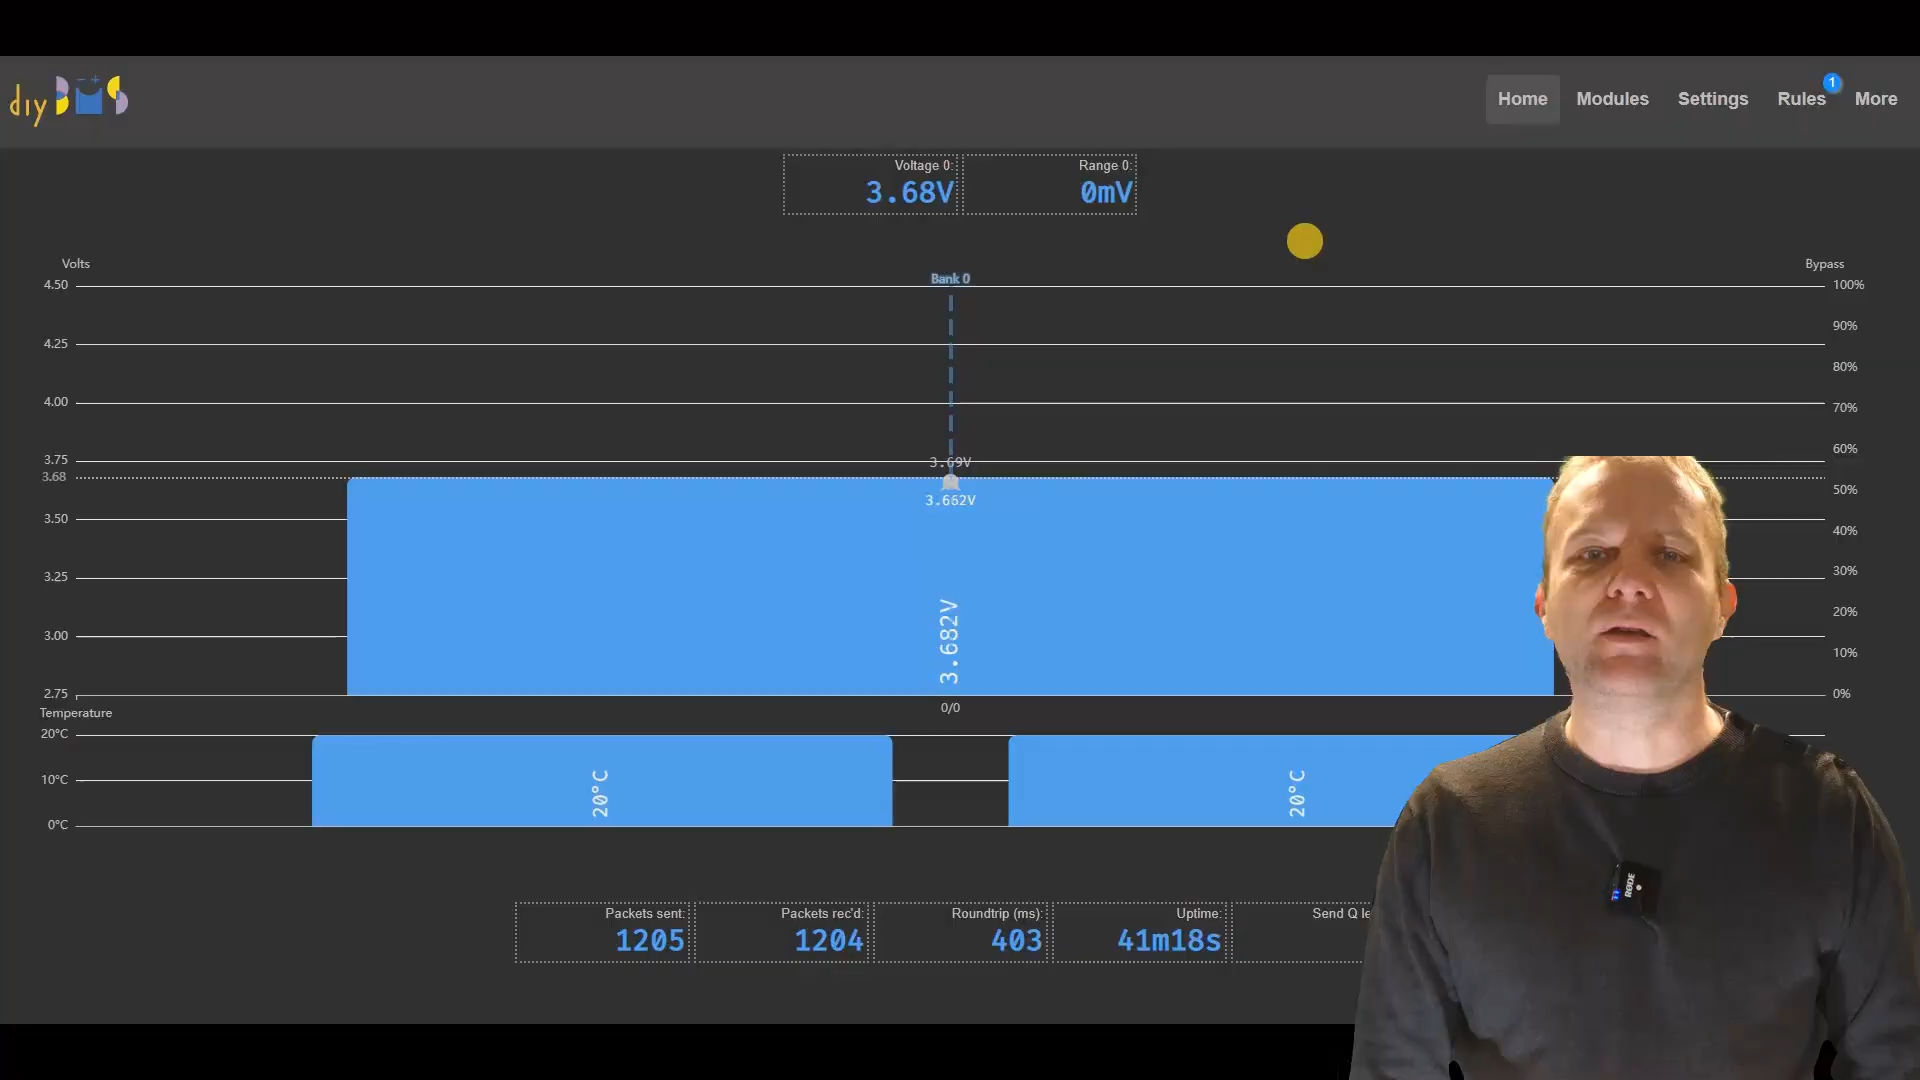 diyBMS
Home
Modules
Settings
Rules
1
More
Voltage 0:
3.68V
Range 0:
0mV
Volts
Bypass
Bank 0
4.50
100%
90%
4.25
80%
4.00
70%
3.75
60%
3.69V
3.68
50%
3.662V
3.50
40%
3.25
30%
20%
3.00
10%
3.682V
2.75
0%
0/0
Temperature
20°C
10°C
0°C
20°C
20°C
RØDE
Packets sent:
1205
Packets rec'd:
1204
Roundtrip (ms):
403
Uptime:
41m18s
Send Q le